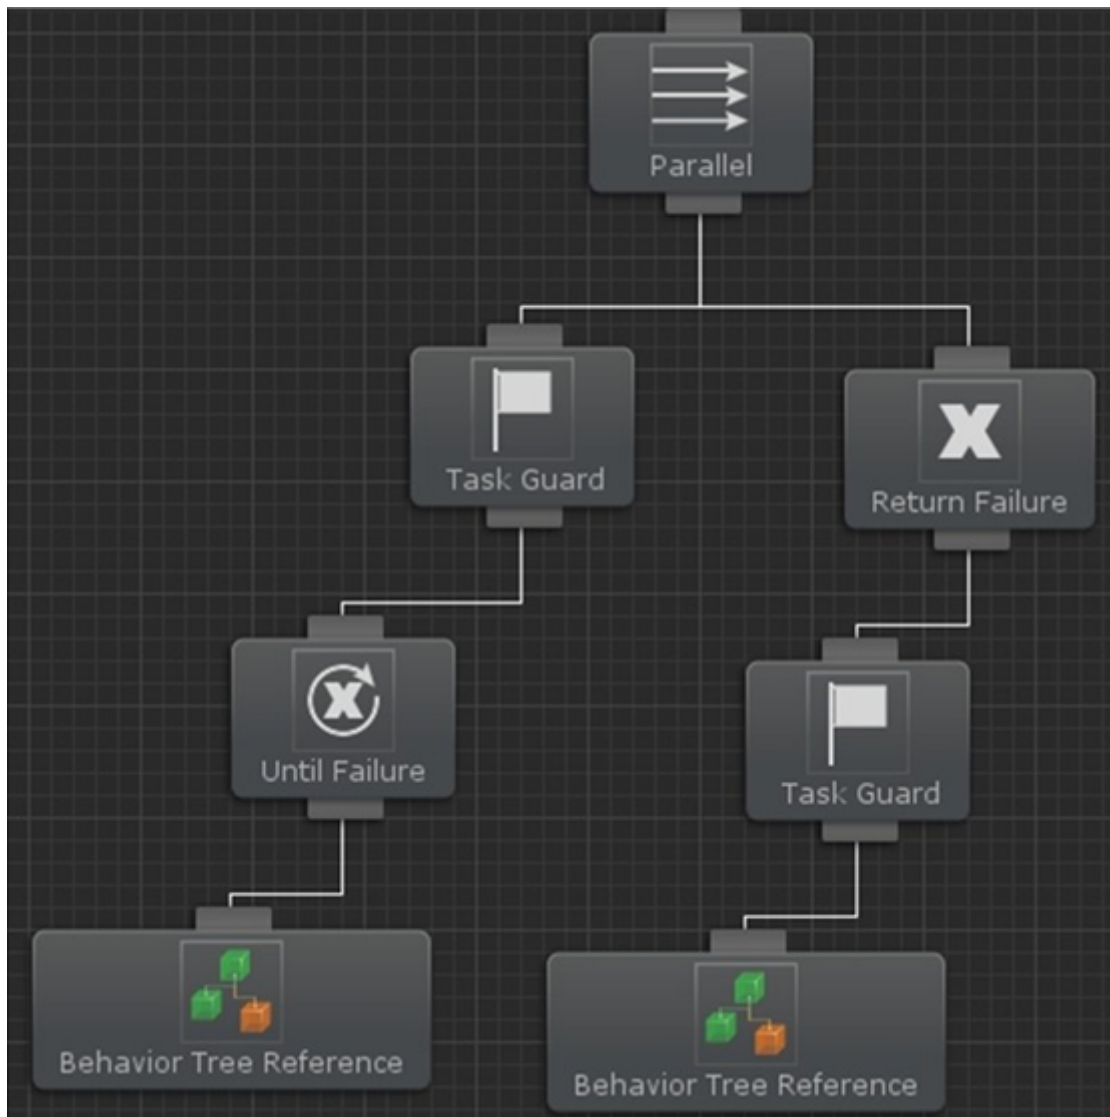 Parallel
Task Guard
Return Failure
Until Failure
Task Guard
Behavior Tree Reference
Behavior Tree Reference